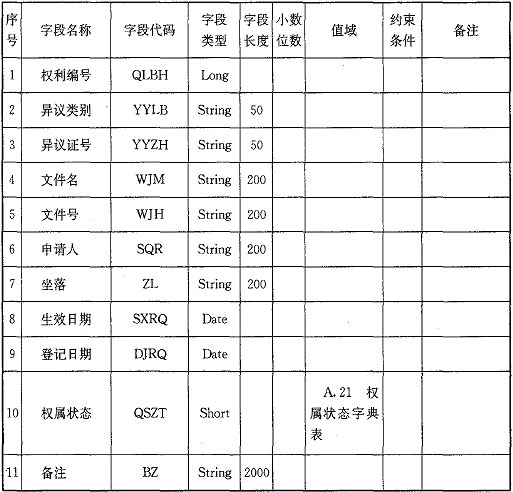 序号 字段名称 字段代码 字段类型 字段长度 小数位数 值域 约束条件 备注
1 权利编号 QLBH Long
2 异议类别 YYLB String 50
3 异议证号 YYZH String 50
4 文件名 WJM String 200
5 文件号 WJH String 200
6 申请人 SQR String 200
7 坐落 ZL String 200
8 生效日期 SXRQ Date
9 登记日期 DJRQ Date
10 权属状态 QSZT Short A.21 权属状态字典表
11 备注 BZ String 2000